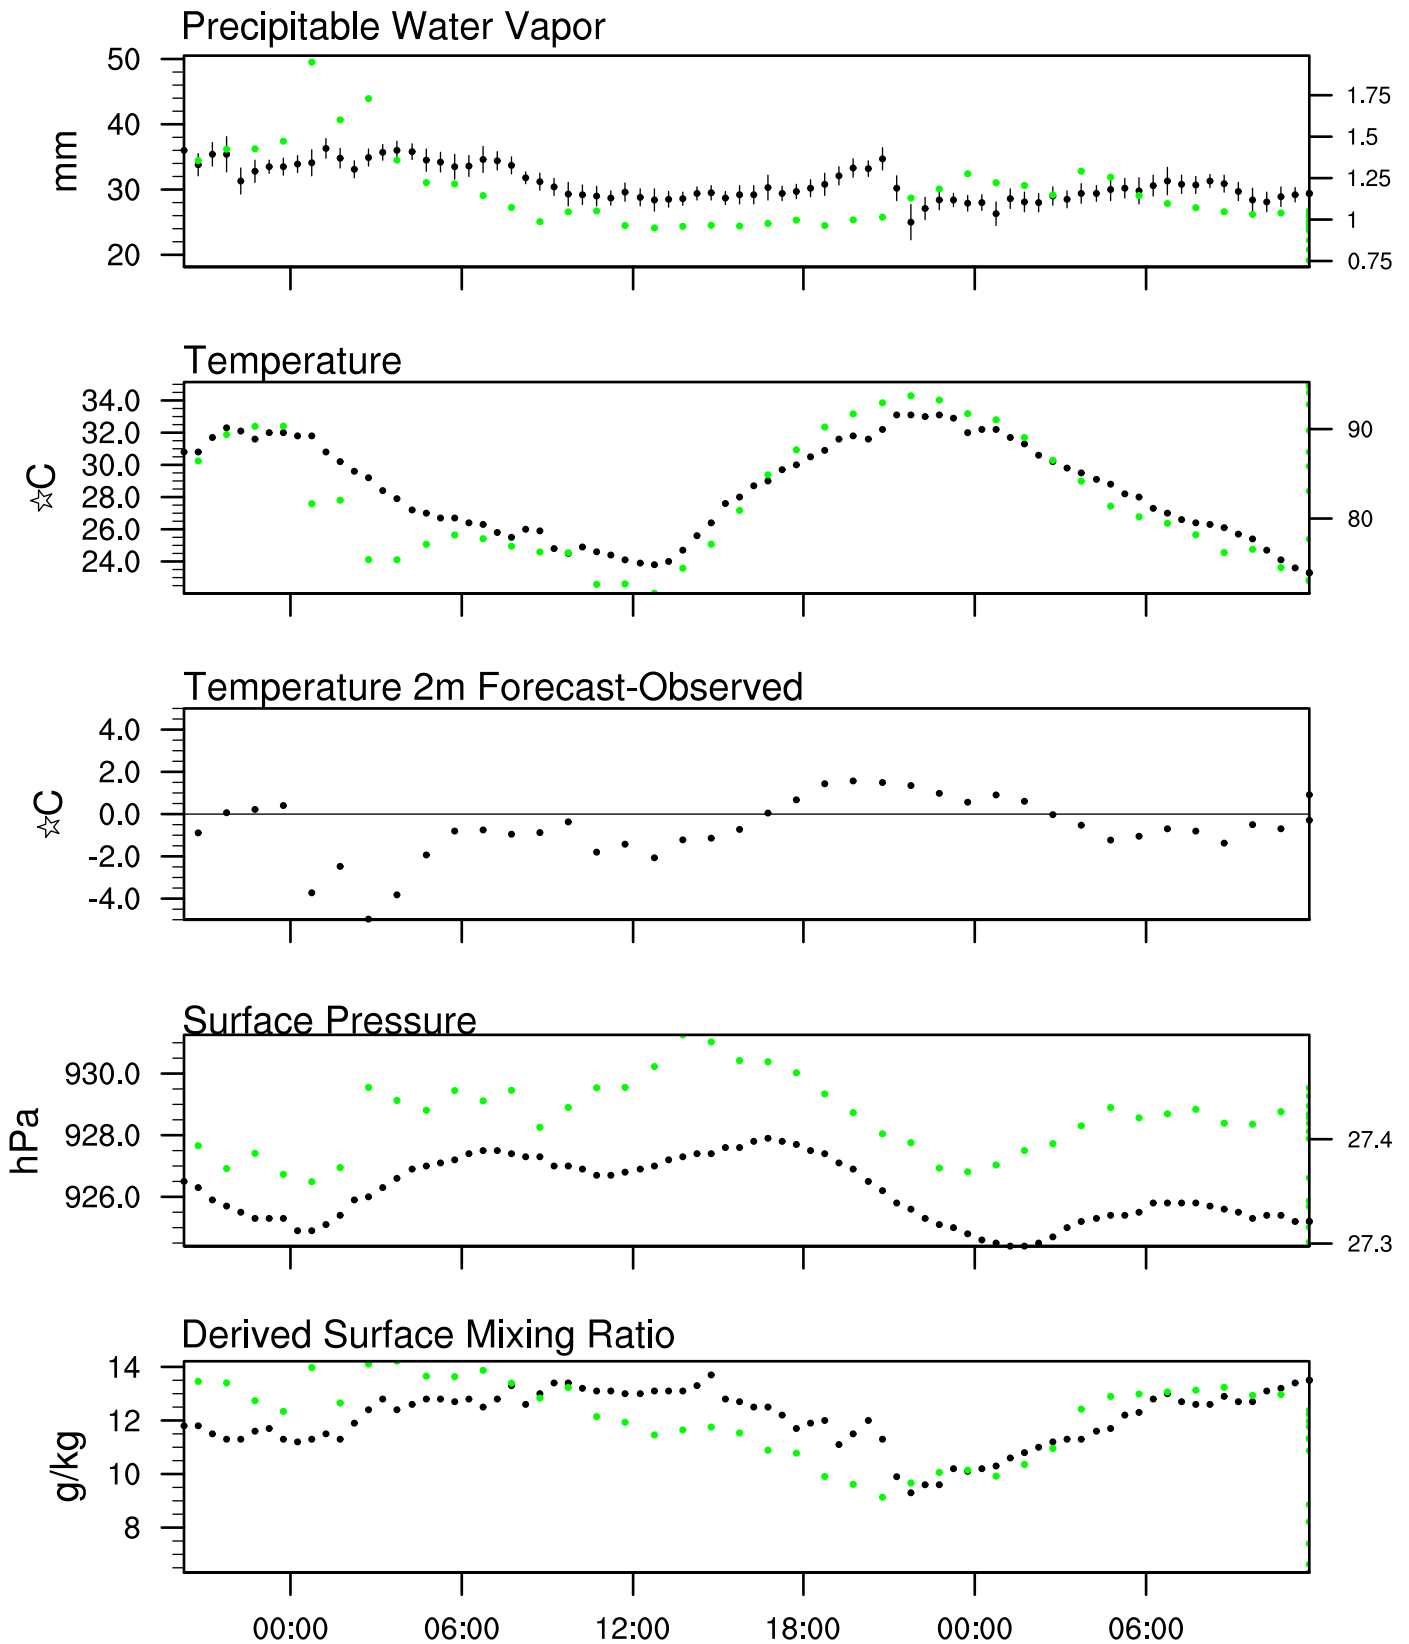 Precipitable Water Vapor
50
40
30
20
mm
1.75
1.5
1.25
1
0.75
Temperature
34.0
32.0
30.0
28.0
26.0
24.0
☆C
90
80
Temperature 2m Forecast-Observed
4.0
2.0
0.0
-2.0
-4.0
☆C
Surface Pressure
930.0
928.0
926.0
hPa
27.4
27.3
Derived Surface Mixing Ratio
14
12
10
8
g/kg
00:00 06:00 12:00 18:00 00:00 06:00